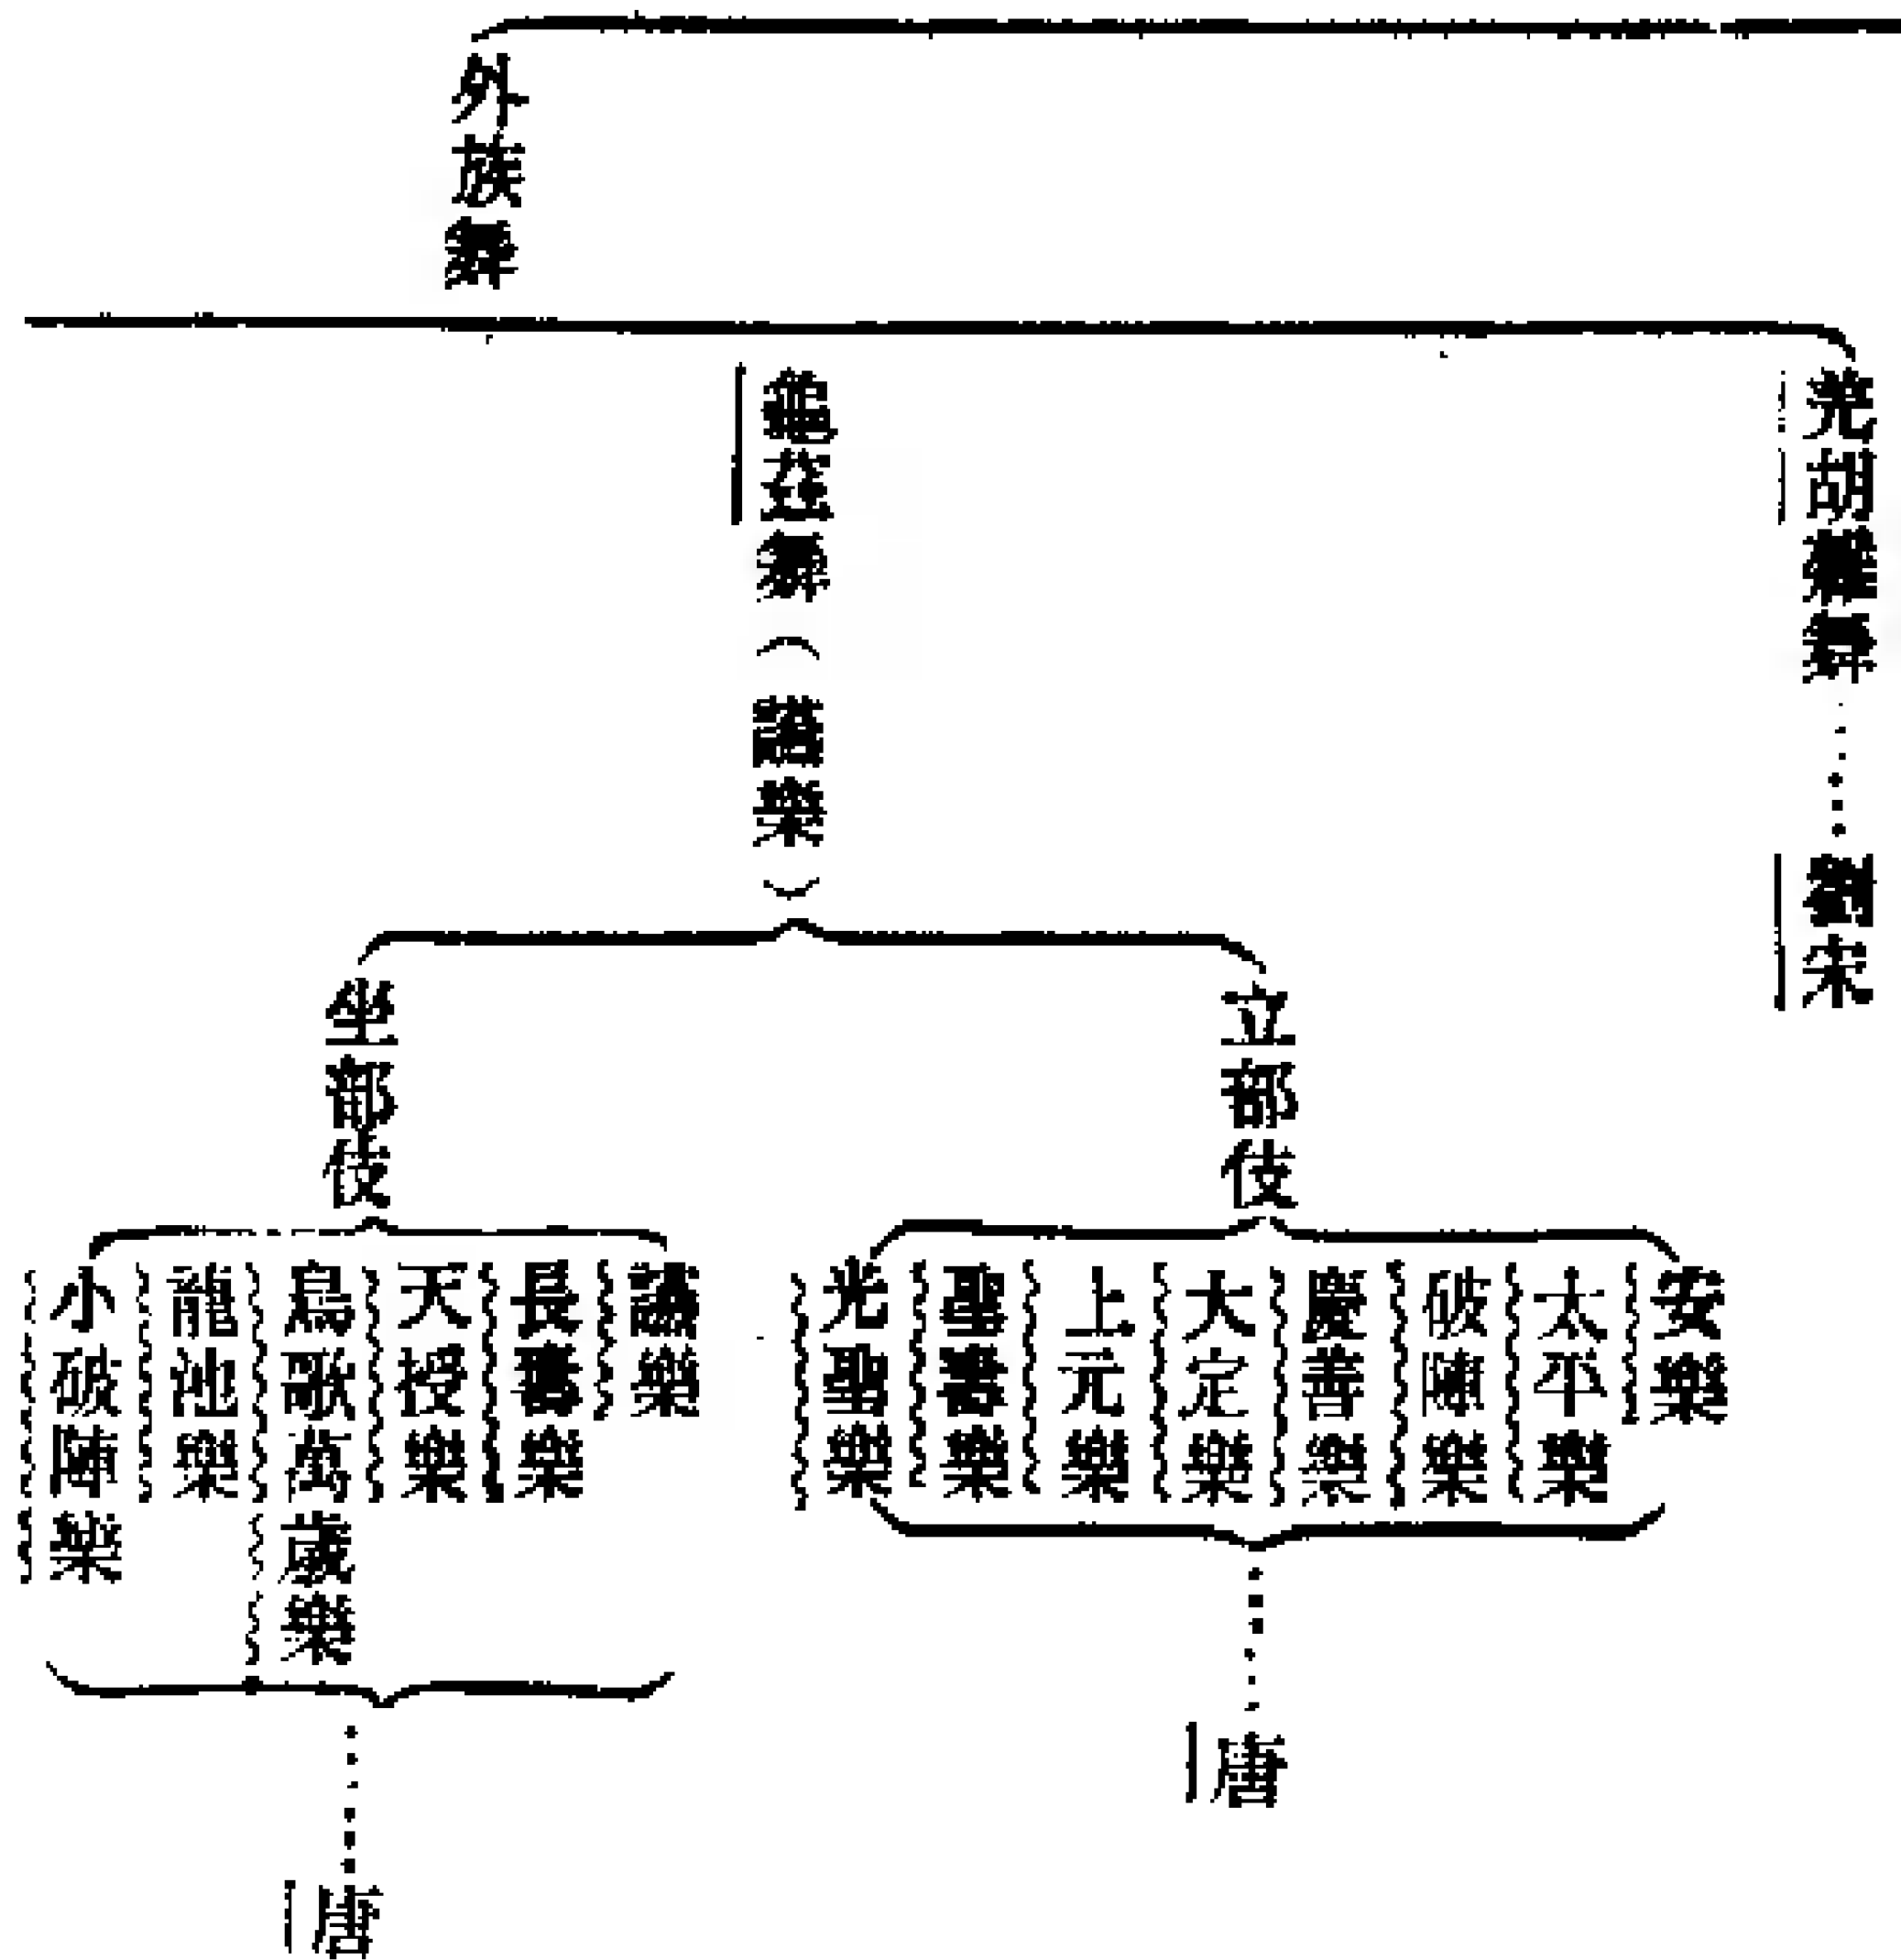 外族舞
羌胡雜舞……劉宋
龜茲舞（讌樂）
立部伎
安樂
太平樂
破陣樂
慶善樂
大定樂
上元樂
聖壽樂
光聖樂
……唐
坐部伎
讌樂
長壽樂
天授樂
鳥歌萬歲樂
龍池樂
小破陣樂
……唐